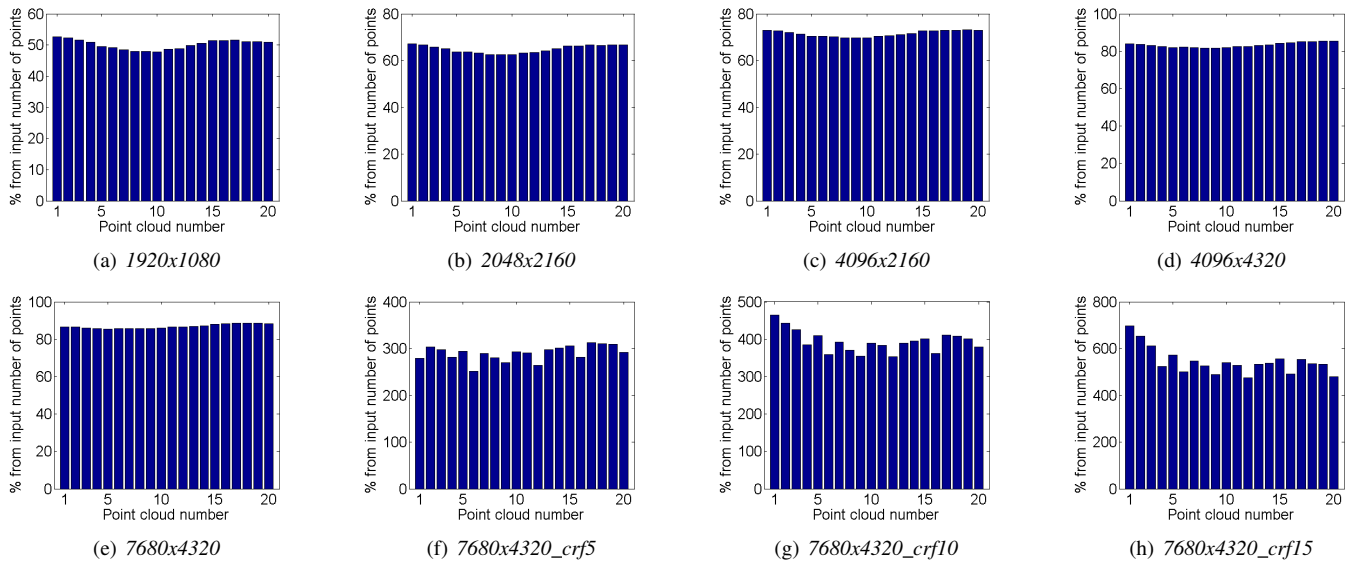 % from input number of points
60
50
40
30
20
10
0
1 5 10 15 20
Point cloud number
(a) 1920x1080
% from input number of points
80
60
40
20
0
1 5 10 15 20
Point cloud number
(b) 2048x2160
% from input number of points
80
60
40
20
0
1 5 10 15 20
Point cloud number
(c) 4096x2160
% from input number of points
100
80
60
40
20
0
1 5 10 15 20
Point cloud number
(d) 4096x4320
% from input number of points
100
80
60
40
20
0
1 5 10 15 20
Point cloud number
(e) 7680x4320
% from input number of points
400
300
200
100
0
1 5 10 15 20
Point cloud number
(f) 7680x4320_crf5
% from input number of points
500
400
300
200
100
0
1 5 10 15 20
Point cloud number
(g) 7680x4320_crf10
% from input number of points
800
600
400
200
0
1 5 10 15 20
Point cloud number
(h) 7680x4320_crf15